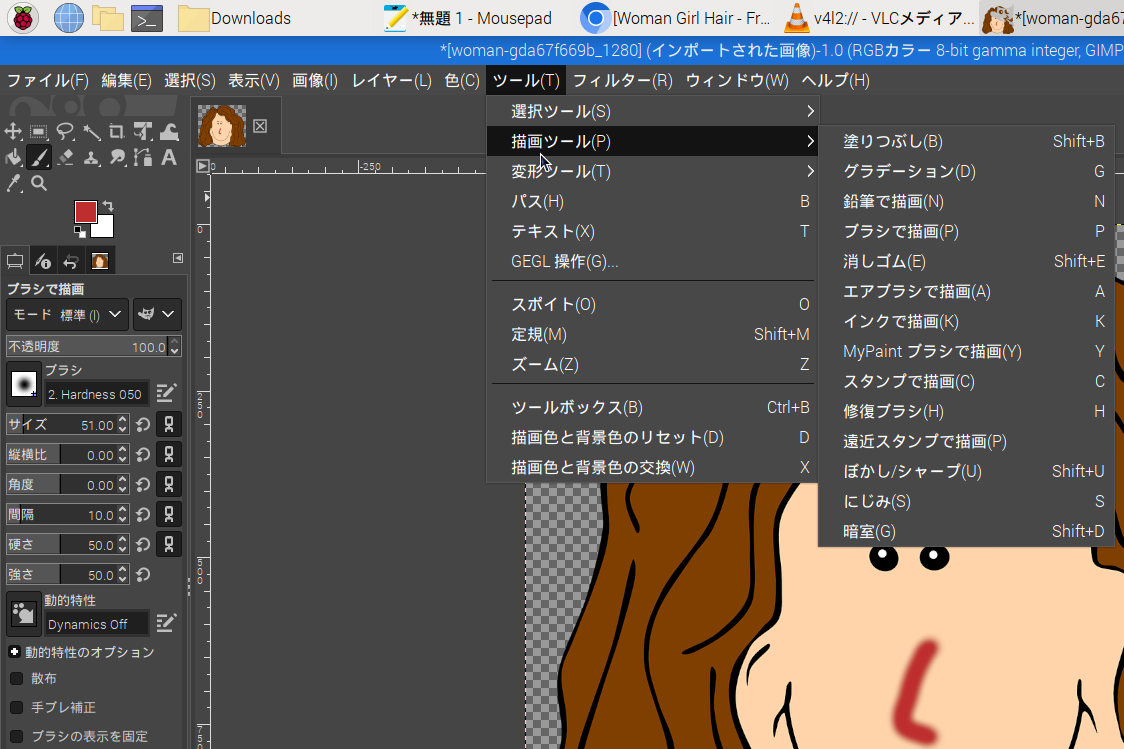 Downloads
*無題 1 - Mousepad
[Woman Girl Hair - Fr...
v4l2:// - VLCメディア...
*[woman-gda67
*[woman-gda67f669b_1280] (インポートされた画像)-1.0 (RGBカラー 8-bit gamma integer, GIMP
ファイル(F) 編集(E) 選択(S) 表示(V) 画像(I) レイヤー(L) 色(C) ツール(T) フィルター(R) ウィンドウ(W) ヘルプ(H)
選択ツール(S)
描画ツール(P)
変形ツール(T)
パス(H) B
テキスト(X) T
GEGL 操作(G)...
スポイト(O) O
定規(M) Shift+M
ズーム(Z) Z
ツールボックス(B) Ctrl+B
描画色と背景色のリセット(D) D
描画色と背景色の交換(W) X
塗りつぶし(B) Shift+B
グラデーション(D) G
鉛筆で描画(N) N
ブラシで描画(P) P
消しゴム(E) Shift+E
エアブラシで描画(A) A
インクで描画(K) K
MyPaint ブラシで描画(Y) Y
スタンプで描画(C) C
修復ブラシ(H) H
遠近スタンプで描画(P)
ぼかし/シャープ(U) Shift+U
にじみ(S) S
暗室(G) Shift+D
0
-250
0
250
500
750
ブラシで描画
モード 標準 (I)
不透明度 100.0
ブラシ
2. Hardness 050
サイズ 51.00
縦横比 0.00
角度 0.00
間隔 10.0
硬さ 50.0
強さ 50.0
動的特性
Dynamics Off
動的特性のオプション
散布
手ブレ補正
ブラシの表示を固定